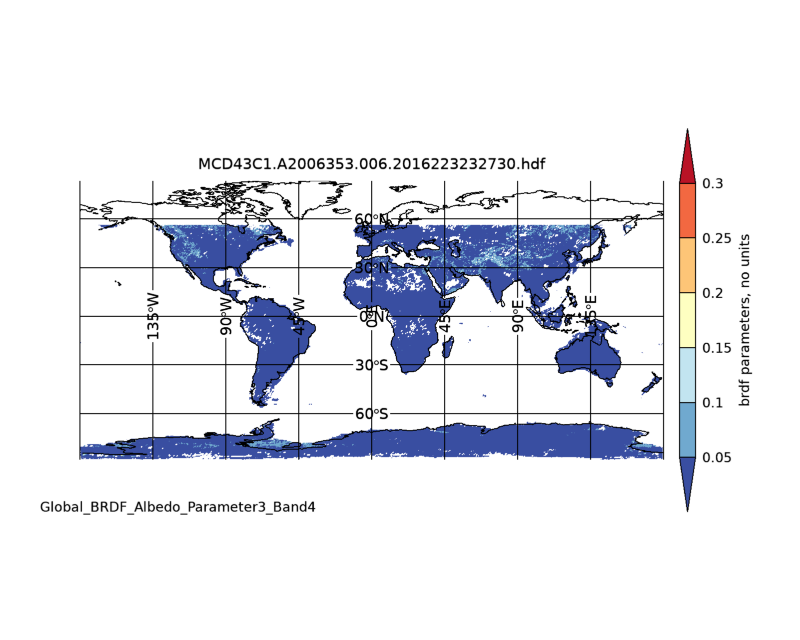 MCD43C1.A2006353.006.2016223232730.hdf
60°N
30°N
0°N
30°S
60°S
135°W
90°W
45°W
0°E
45°E
90°E
135°E
0.3
0.25
0.2
0.15
0.1
0.05
brdf parameters, no units
Global_BRDF_Albedo_Parameter3_Band4